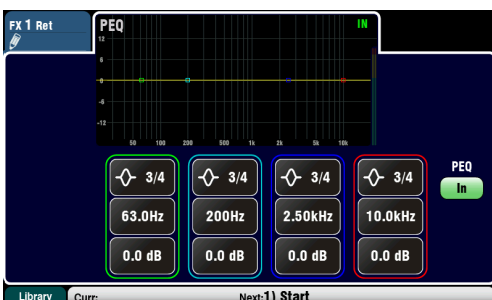 FX 1 Ret
PEQ
IN
12
6
0
-6
-12
50 100 200 500 1k 2k 5k 10k
3/4 3/4 3/4 3/4
63.0Hz 200Hz 2.50kHz 10.0kHz
0.0 dB 0.0 dB 0.0 dB 0.0 dB
PEQ
In
Library Curr: Next:1) Start